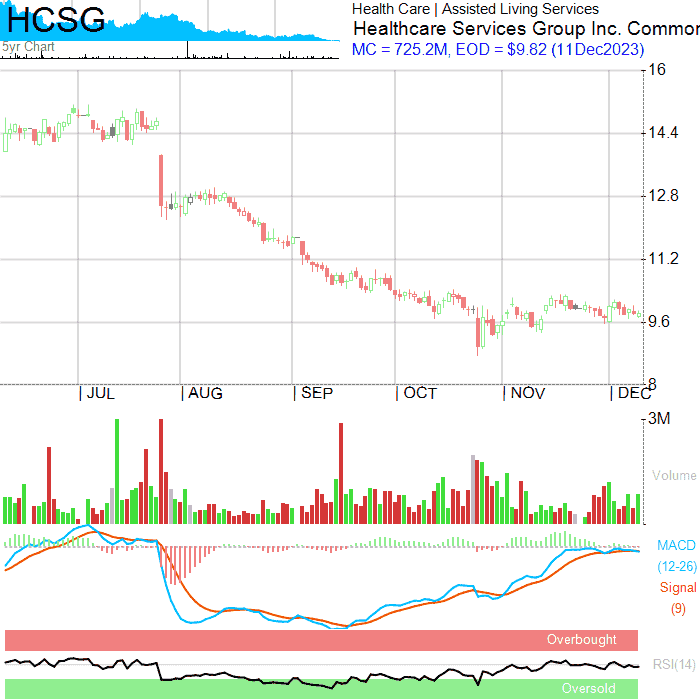 HCSG
5yr Chart
Health Care | Assisted Living Services
Healthcare Services Group Inc. Common
MC = 725.2M, EOD = $9.82 (11Dec2023)
16
14.4
12.8
11.2
9.6
8
JUL
AUG
SEP
OCT
NOV
DEC
3M
Volume
MACD
(12-26)
Signal
(9)
Overbought
RSI(14)
Oversold